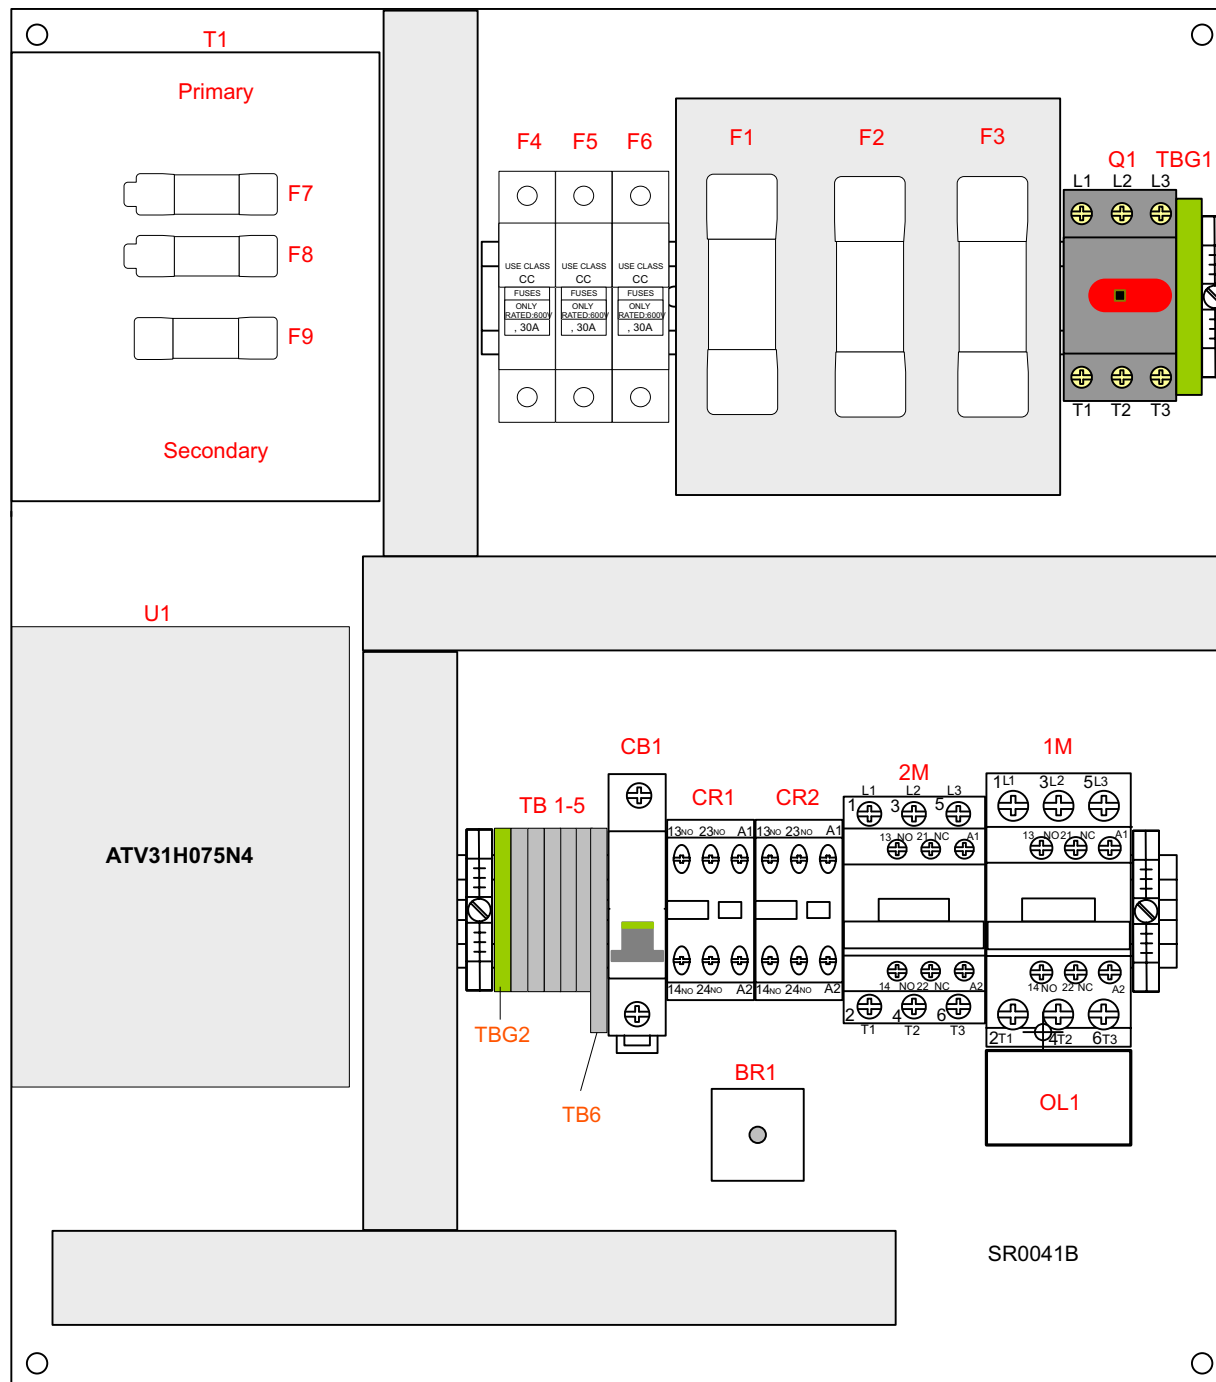 T1
Primary
F7
F8
F9
Secondary
F4 F5 F6
USE CLASS USE CLASS USE CLASS
CC CC CC
FUSES FUSES FUSES
ONLY ONLY ONLY
RATED:600V RATED:600V RATED:600V
, 30A , 30A , 30A
F1 F2 F3
Q1 TBG1
L1 L2 L3
T1 T2 T3
U1
ATV31H075N4
TB 1-5
TBG2
TB6
CB1
CR1
13NO 23NO A1
14NO 24NO A2
CR2
13NO 23NO A1
14NO 24NO A2
2M
L1 L2 L3
1 3 5
13 NO 21 NC A1
14 NO 22 NC A2
2 4 6
T1 T2 T3
1M
1L1 3L2 5L3
13 NO 21 NC A1
14 NO 22 NC A2
2T1 4T2 6T3
BR1
OL1
SR0041B